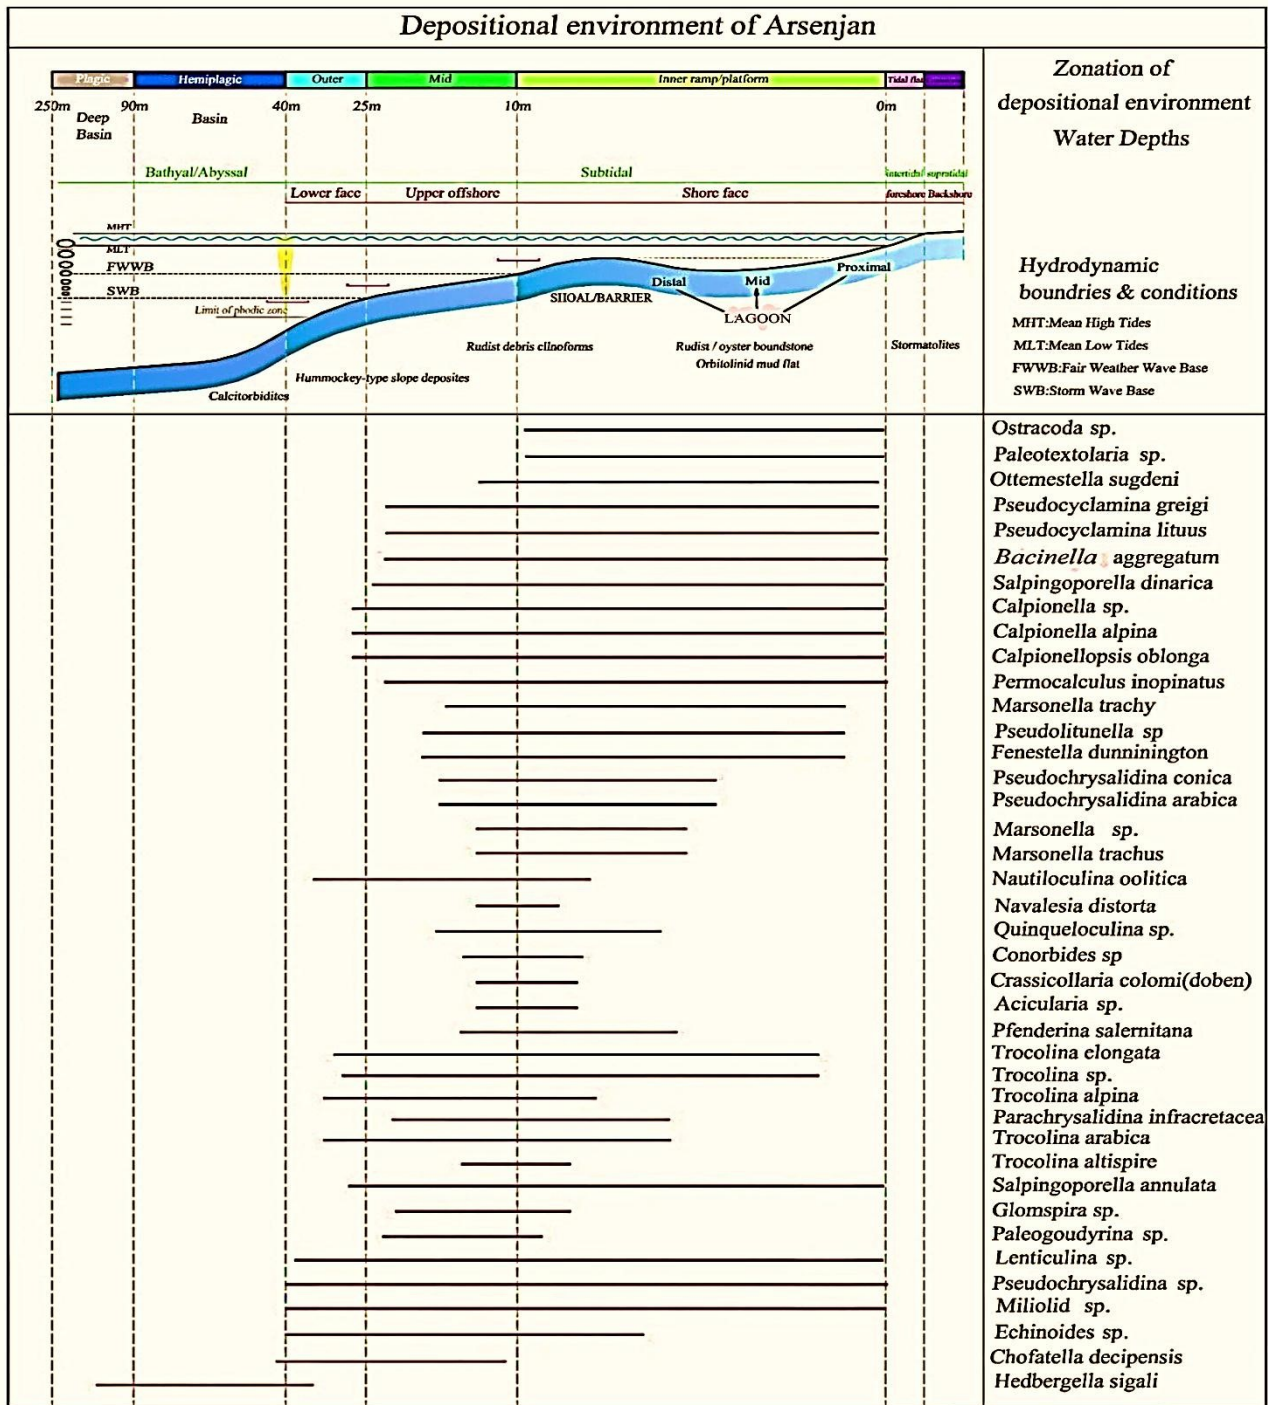 Depositional environment of Arsenjan
Plagic Hemiplagic Outer Mid Inner ramp/platform Tidal flat
250m 90m 40m 25m 10m 0m
Deep
Basin
Basin
Bathyal/Abyssal Subtidal intertidal supratidal
Lower face Upper offshore Shore face foreshore Backshore
MHT
MLT
FWWB
SWB
Limit of phodic zone
Proximal
Distal Mid
SIIOAL/BARRIER
LAGOON
Rudist debris clinoforms
Rudist / oyster boundstone
Orbitolinid mud flat
Stormatolites
Hummockey-type slope deposites
Calcitorbidites
Zonation of
depositional environment
Water Depths
Hydrodynamic
boundries & conditions
MHT:Mean High Tides
MLT:Mean Low Tides
FWWB:Fair Weather Wave Base
SWB:Storm Wave Base
Ostracoda sp.
Paleotextolaria sp.
Ottemestella sugdeni
Pseudocyclamina greigi
Pseudocyclamina lituus
Bacinella aggregatum
Salpingoporella dinarica
Calpionella sp.
Calpionella alpina
Calpionellopsis oblonga
Permocalculus inopinatus
Marsonella trachy
Pseudolitunella sp
Fenestella dunninington
Pseudochrysalidina conica
Pseudochrysalidina arabica
Marsonella sp.
Marsonella trachus
Nautiloculina oolitica
Navalesia distorta
Quinqueloculina sp.
Conorbides sp
Crassicollaria colomi(doben)
Acicularia sp.
Pfenderina salernitana
Trocolina elongata
Trocolina sp.
Trocolina alpina
Parachrysalidina infracretacea
Trocolina arabica
Trocolina altispire
Salpingoporella annulata
Glomspira sp.
Paleogoudyrina sp.
Lenticulina sp.
Pseudochrysalidina sp.
Miliolid sp.
Echinoides sp.
Chofatella decipensis
Hedbergella sigali